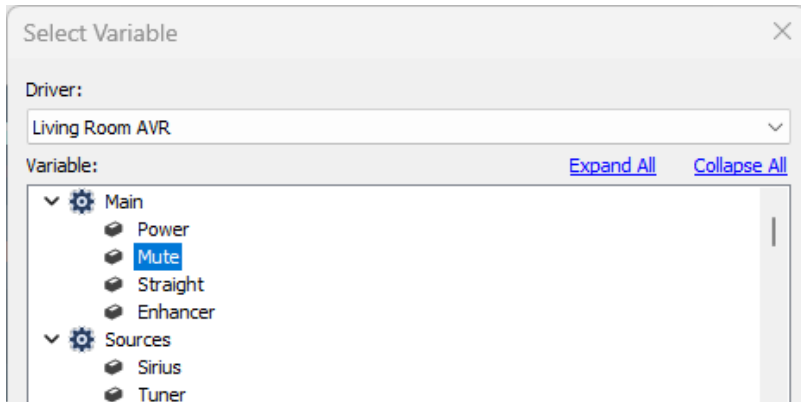 Select Variable
Driver:
Living Room AVR
Variable: Expand All Collapse All
Main
Power
Mute
Straight
Enhancer
Sources
Sirius
Tuner